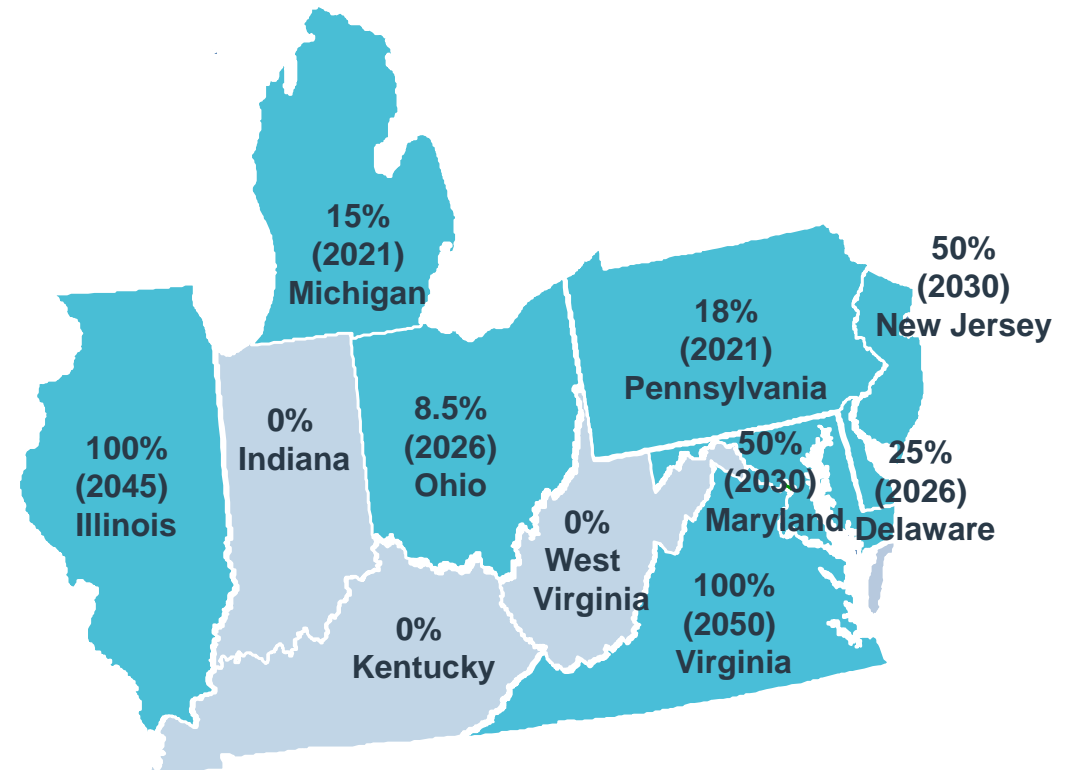 15%
(2021)
Michigan
50%
(2030)
New Jersey
18%
(2021)
Pennsylvania
8.5%
(2026)
Ohio
0%
Indiana
100%
(2045)
Illinois
50%
(2030)
Maryland
25%
(2026)
Delaware
0%
West
Virginia
100%
(2050)
Virginia
0%
Kentucky